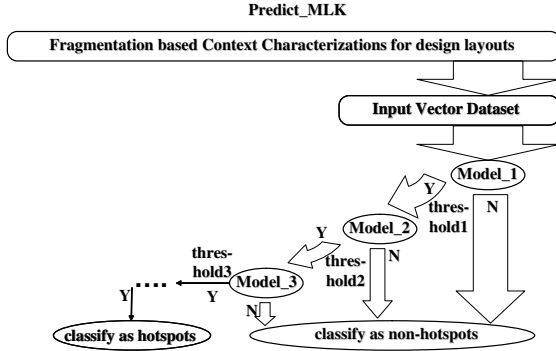 Predict_MLK
Fragmentation based Context Characterizations for design layouts
Input Vector Dataset
Model_1
Y
N
thres-
hold1
Model_2
Y
N
thres-
hold2
thres-
hold3
Model_3
Y
N
....
Y
classify as hotspots
classify as non-hotspots